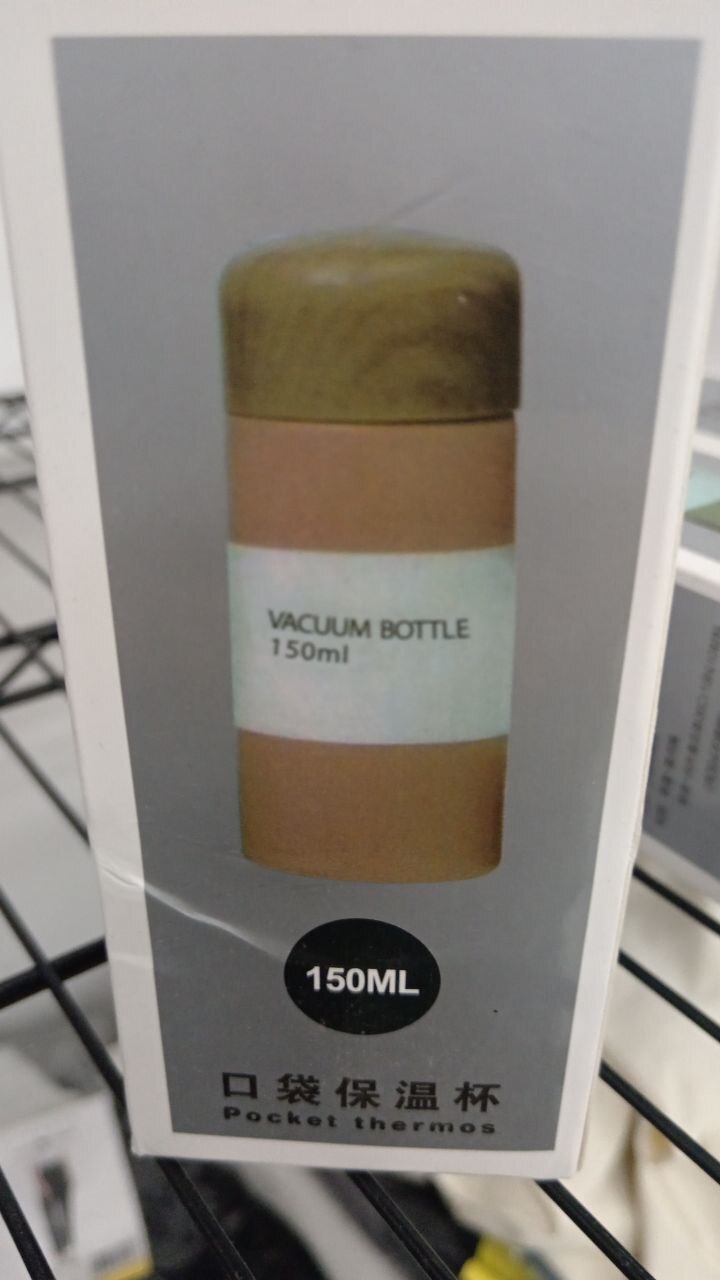 VACUUM BOTTLE
150ml
150ML
口袋保温杯
Pocket thermos